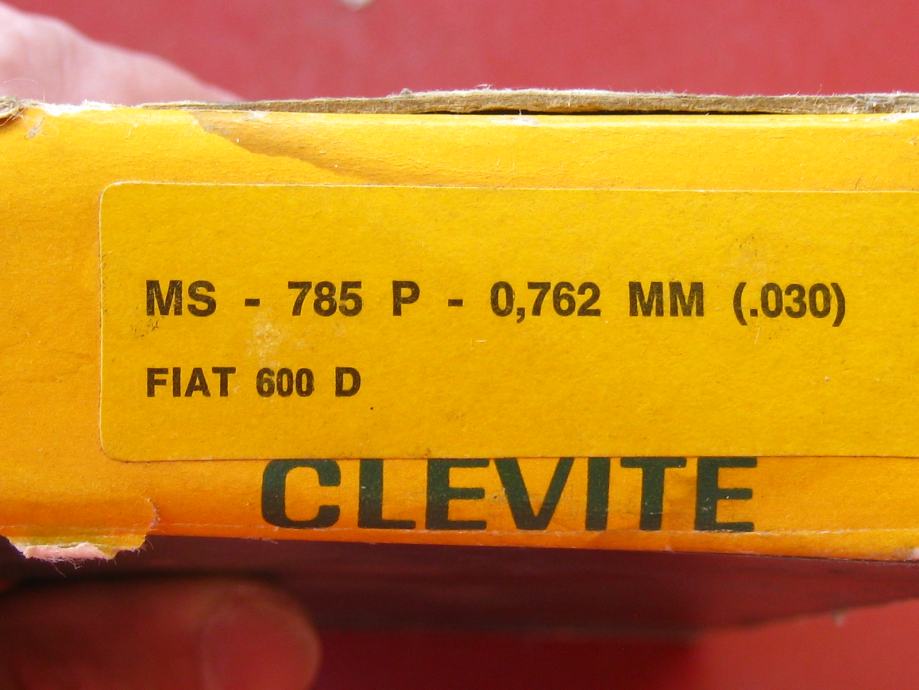 MS - 785 P - 0,762 MM (.030)
FIAT 600 D
CLEVITE